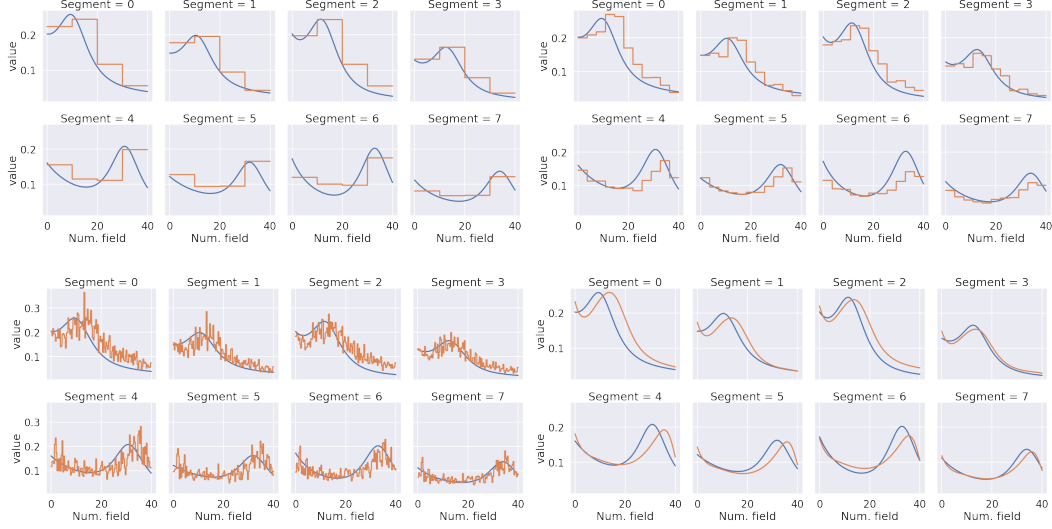 Segment = 0 Segment = 1 Segment = 2 Segment = 3
value
0.2
0.1
Segment = 4 Segment = 5 Segment = 6 Segment = 7
value
0.2
0.1
0 20 40 0 20 40 0 20 40 0 20 40
Num. field Num. field Num. field Num. field
Segment = 0 Segment = 1 Segment = 2 Segment = 3
value
0.2
0.1
Segment = 4 Segment = 5 Segment = 6 Segment = 7
value
0.2
0.1
0 20 40 0 20 40 0 20 40 0 20 40
Num. field Num. field Num. field Num. field
Segment = 0 Segment = 1 Segment = 2 Segment = 3
value
0.3
0.2
0.1
Segment = 4 Segment = 5 Segment = 6 Segment = 7
value
0.3
0.2
0.1
0 20 40 0 20 40 0 20 40 0 20 40
Num. field Num. field Num. field Num. field
Segment = 0 Segment = 1 Segment = 2 Segment = 3
value
0.2
0.1
Segment = 4 Segment = 5 Segment = 6 Segment = 7
value
0.2
0.1
0 20 40 0 20 40 0 20 40 0 20 40
Num. field Num. field Num. field Num. field